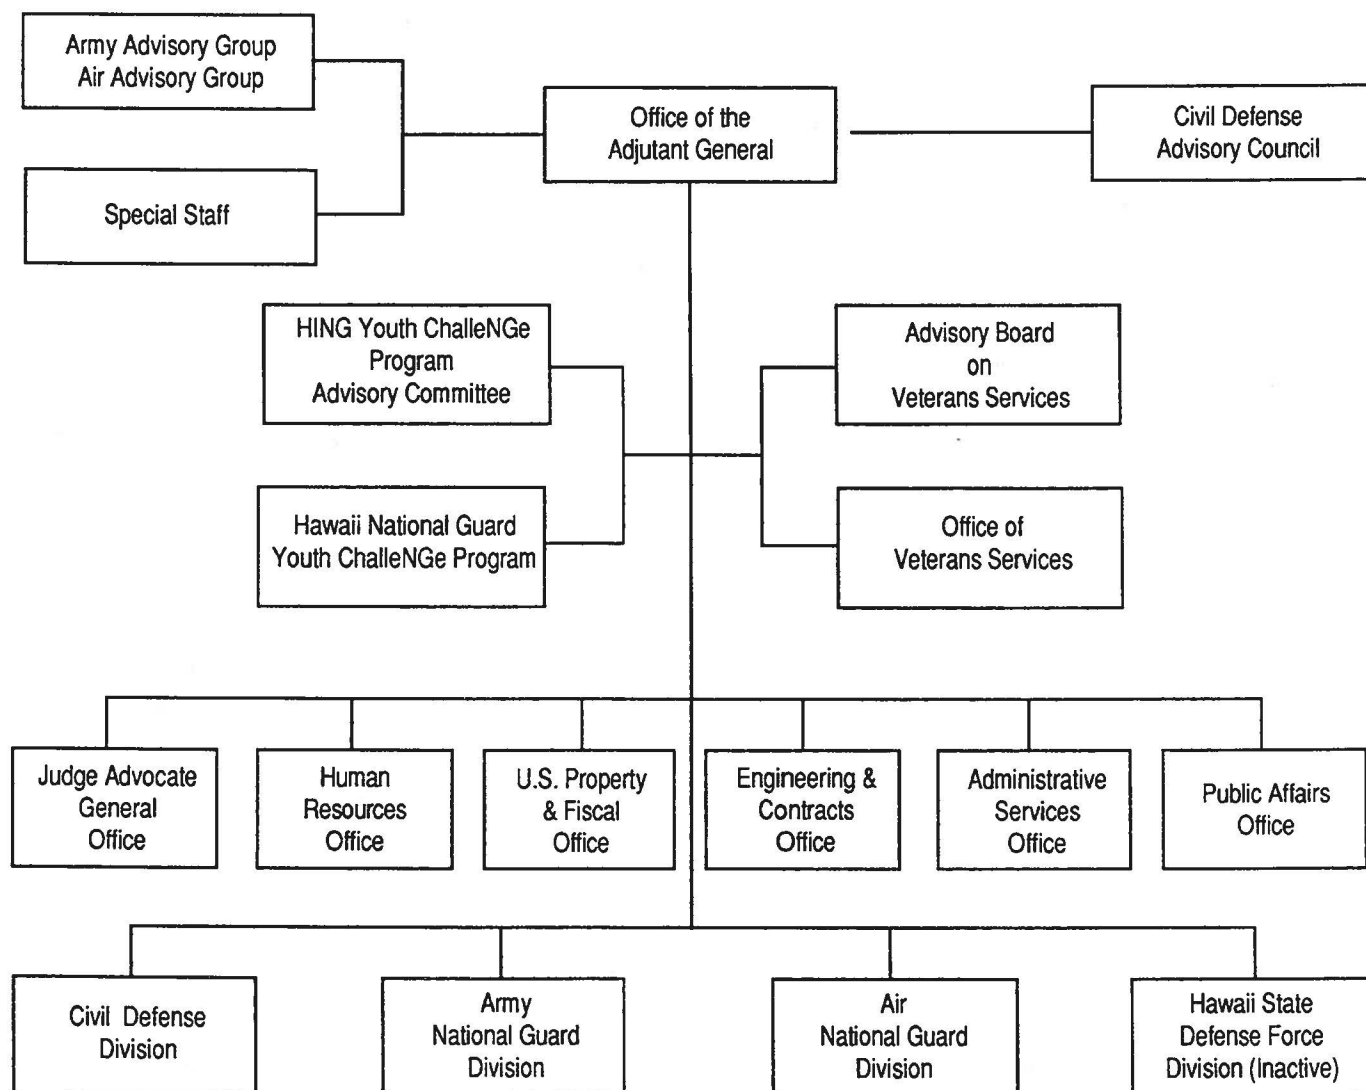 Army Advisory Group
Air Advisory Group
Office of the
Adjutant General
Civil Defense
Advisory Council
Special Staff
HING Youth ChalleNGe
Program
Advisory Committee
Advisory Board
on
Veterans Services
Hawaii National Guard
Youth ChalleNGe Program
Office of
Veterans Services
Judge Advocate
General
Office
Human
Resources
Office
U.S. Property
& Fiscal
Office
Engineering &
Contracts
Office
Administrative
Services
Office
Public Affairs
Office
Civil Defense
Division
Army
National Guard
Division
Air
National Guard
Division
Hawaii State
Defense Force
Division (Inactive)